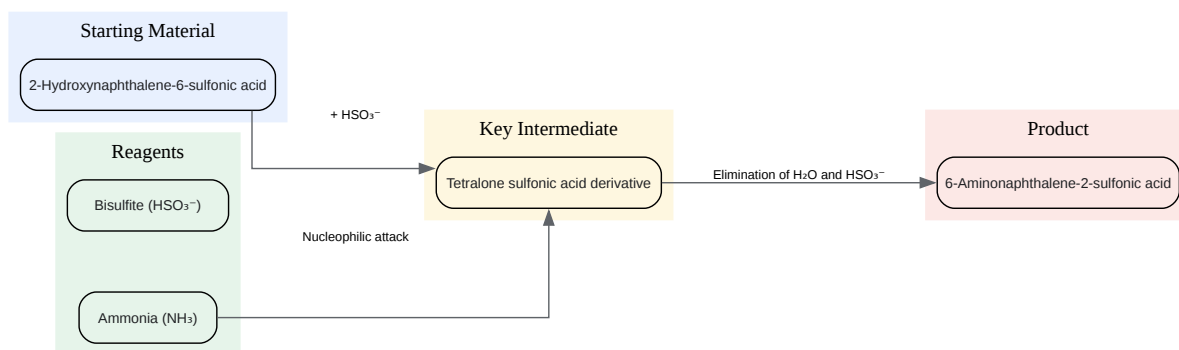 Starting Material
2-Hydroxynaphthalene-6-sulfonic acid
+ HSO₃⁻
Key Intermediate
Product
Reagents
Tetralone sulfonic acid derivative
Elimination of H₂O and HSO₃⁻
6-Aminonaphthalene-2-sulfonic acid
Bisulfite (HSO₃⁻)
Nucleophilic attack
Ammonia (NH₃)